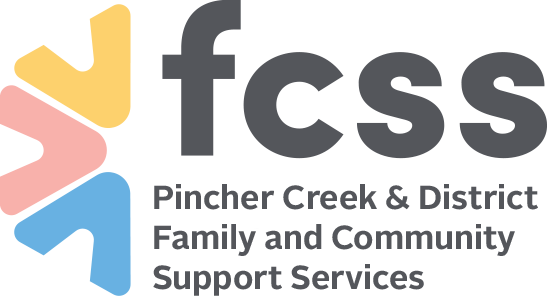 fcss
Pincher Creek & District
Family and Community
Support Services